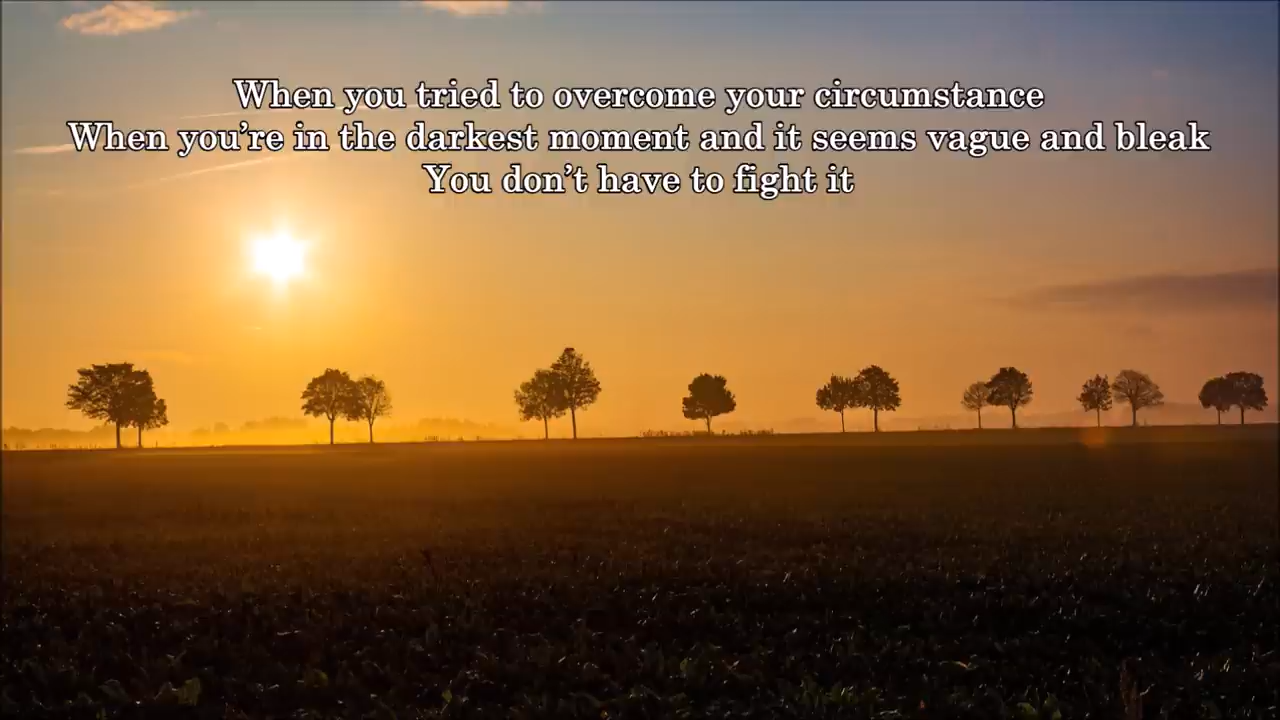 When you tried to overcome your circumstance
When you’re in the darkest moment and it seems vague and bleak
You don’t have to fight it